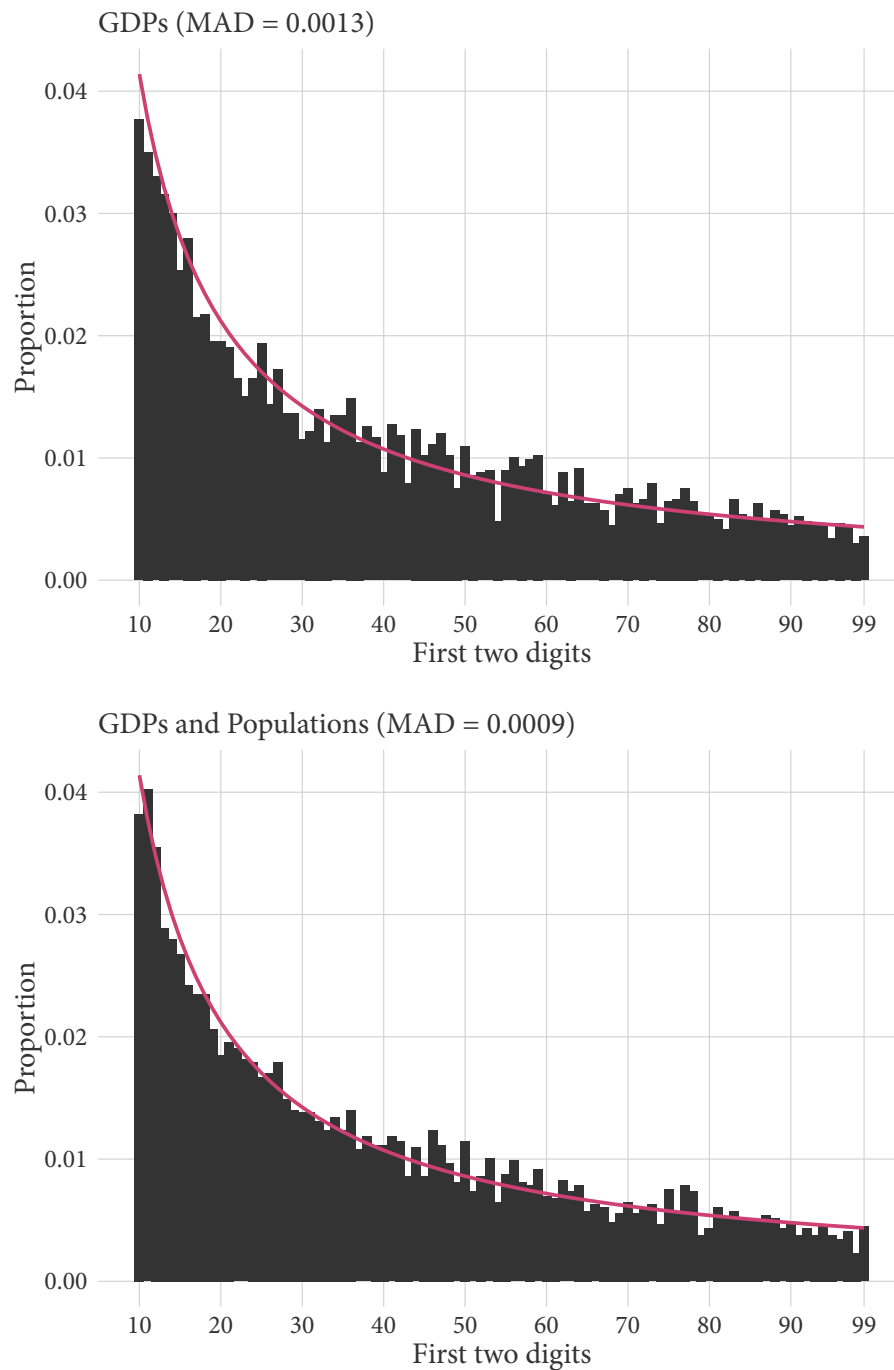 GDPs (MAD = 0.0013)
0.04
0.03
0.02
0.01
0.00
Proportion
10 20 30 40 50 60 70 80 90 99
First two digits
GDPs and Populations (MAD = 0.0009)
0.04
0.03
0.02
0.01
0.00
Proportion
10 20 30 40 50 60 70 80 90 99
First two digits